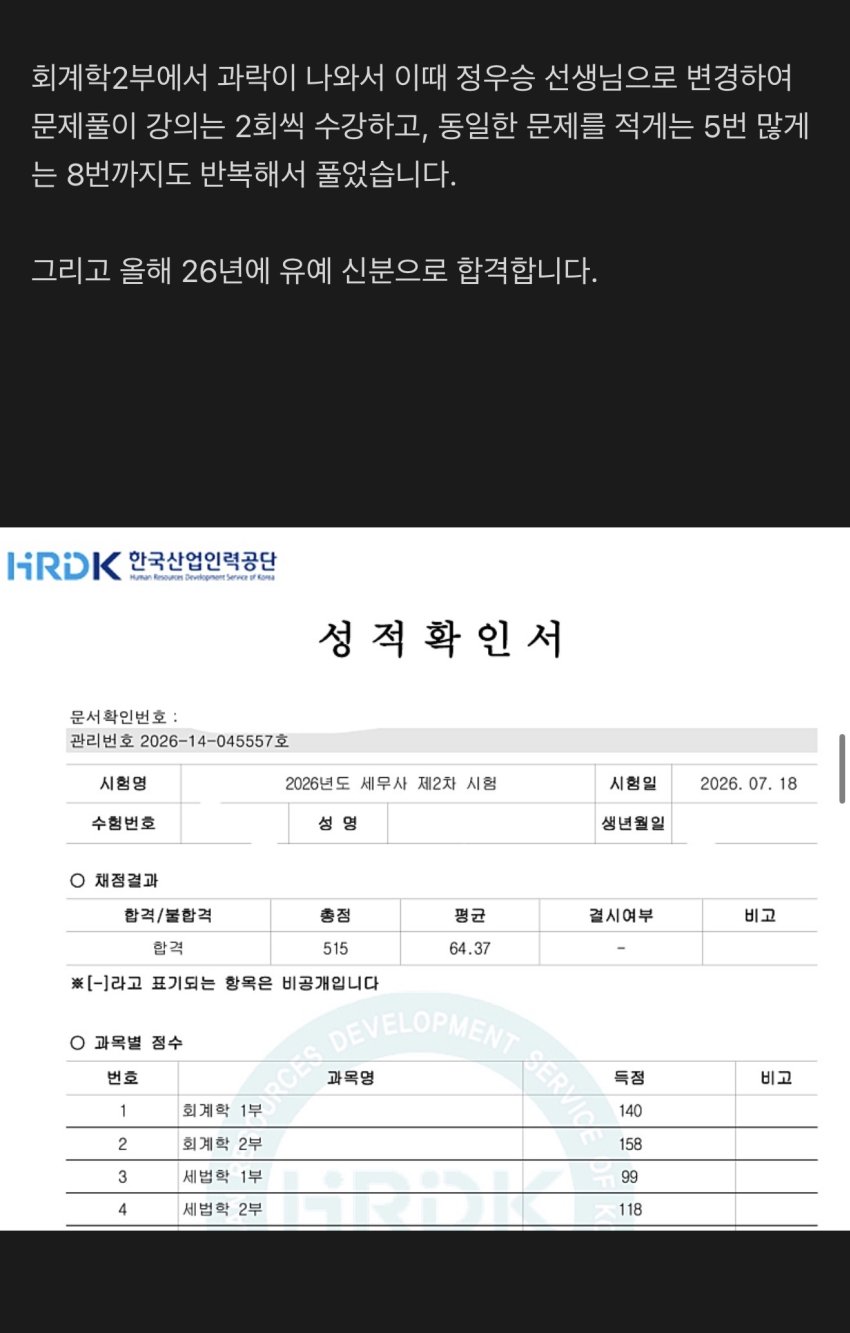 회계학2부에서 과락이 나와서 이때 정우승 선생님으로 변경하여
문제풀이 강의는 2회씩 수강하고, 동일한 문제를 적게는 5번 많게
는 8번까지도 반복해서 풀었습니다.
그리고 올해 26년에 유예 신분으로 합격합니다.
HRDK 한국산업인력공단
Human Resources Development Service of Korea
성적확인서
문서확인번호 :
관리번호 2026-14-045557호
시험명 2026년도 세무사 제2차 시험 시험일 2026. 07. 18
수험번호 성 명 생년월일
○ 채점결과
합격/불합격 총점 평균 결시여부 비고
합격 515 64.37 -
※[-]라고 표기되는 항목은 비공개입니다
○ 과목별 점수
번호 과목명 득점 비고
1 회계학 1부 140
2 회계학 2부 158
3 세법학 1부 99
4 세법학 2부 118
RESOURCES DEVELOPMENT SERVICE OF
HRDK